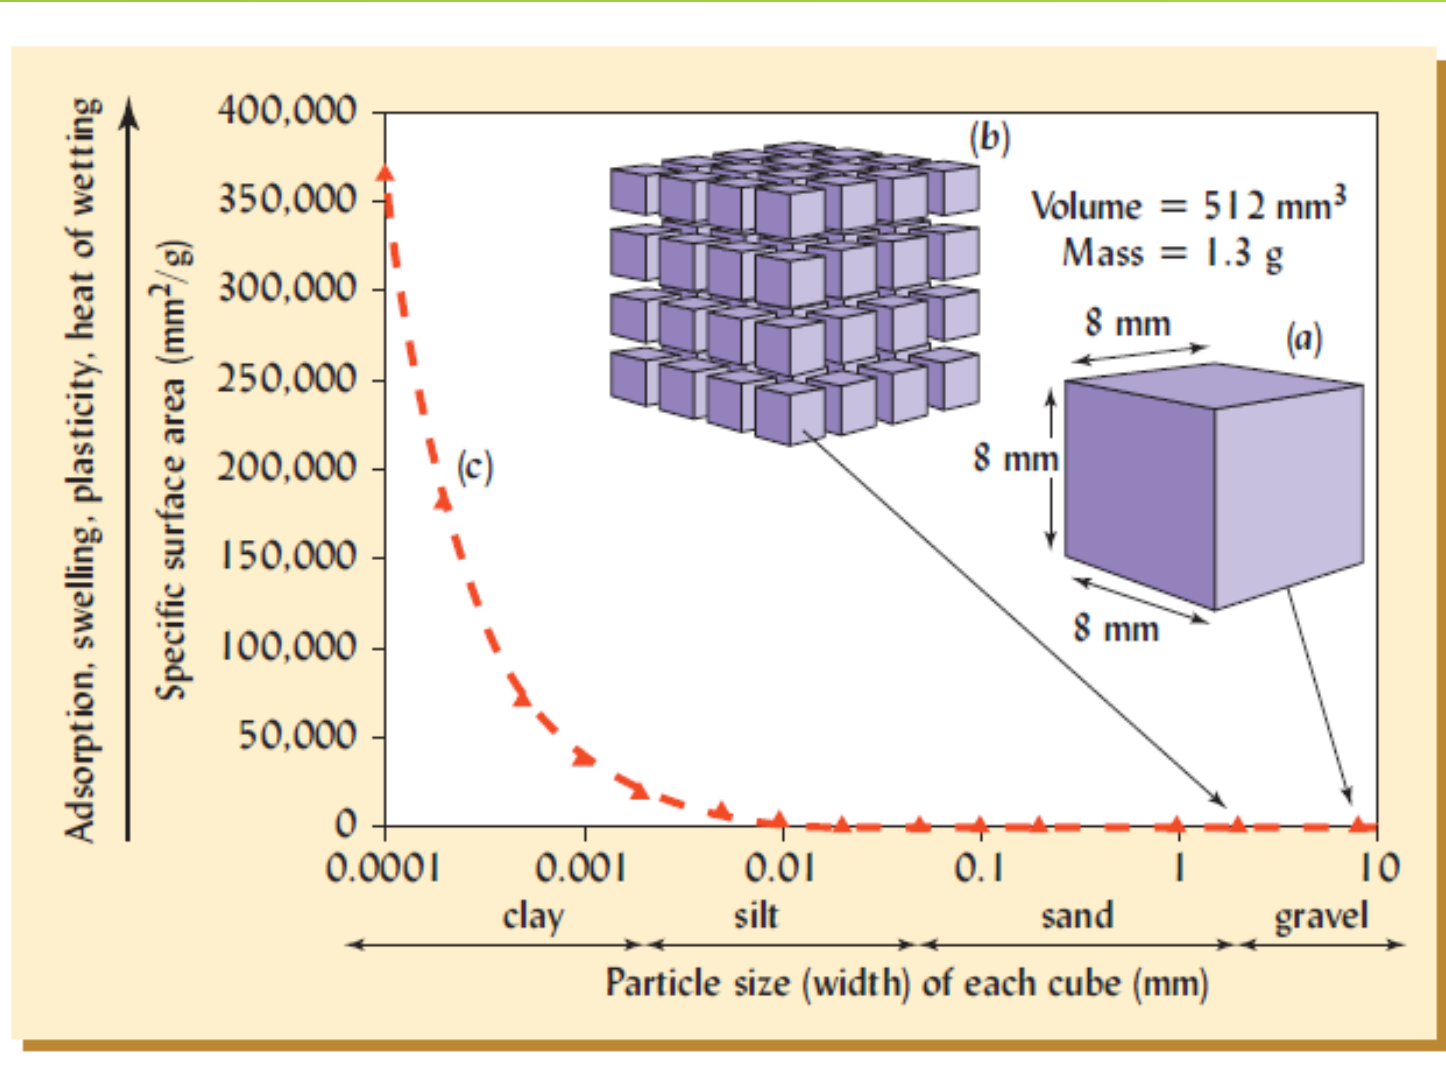 Adsorption, swelling, plasticity, heat of wetting
Specific surface area (mm²/g)
400,000
350,000
300,000
250,000
200,000
150,000
100,000
50,000
0
(c)
(b)
Volume = 512 mm³
Mass = 1.3 g
8 mm
(a)
8 mm
8 mm
0.0001 0.001 0.01 0.1 1 10
clay silt sand gravel
Particle size (width) of each cube (mm)